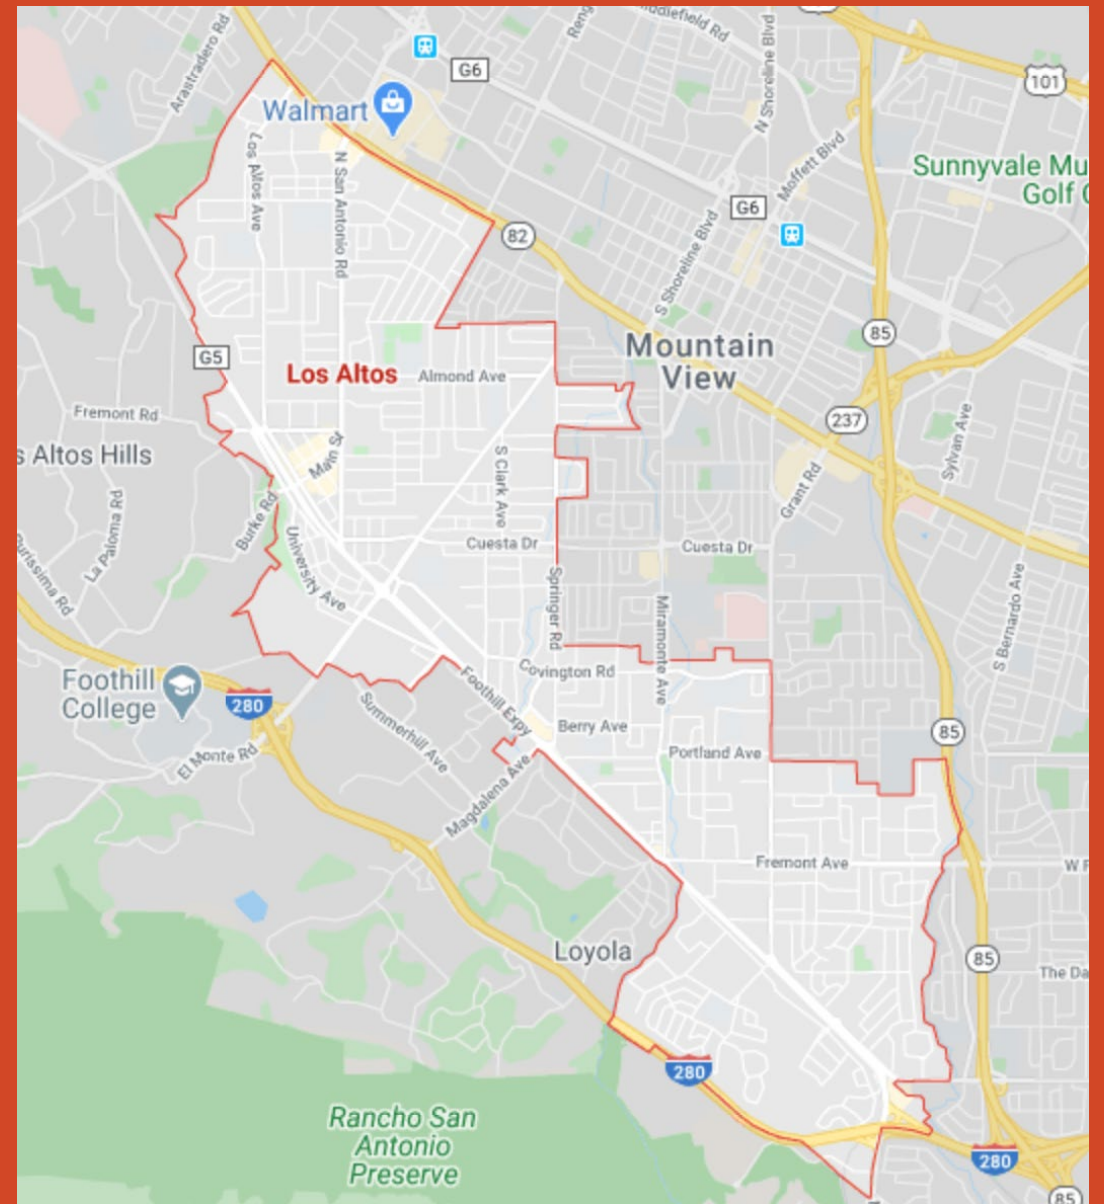 Arastradero Rd
Middlefield Rd
N Shoreline Blvd
G6
101
Walmart
Los Altos Ave
N San Antonio Rd
Moffett Blvd
Sunnyvale Mu
Golf
G6
82
S Shoreline Blvd
85
G5
Mountain
View
Los Altos
Almond Ave
Fremont Rd
237
Sylvan Ave
s Altos Hills
Main St
S Clark Ave
Grant Rd
La Paloma Rd
Burke Rd
Purissima Rd
University Ave
Cuesta Dr
Cuesta Dr
Springer Rd
Miramonte Ave
S Bernardo Ave
Covington Rd
Foothill
College
280
Foothill Expy
Summerhill Ave
Berry Ave
85
El Monte Rd
Portland Ave
Magdalena Ave
Fremont Ave
W F
Loyola
85
The Da
280
Rancho San
Antonio
Preserve
280
85